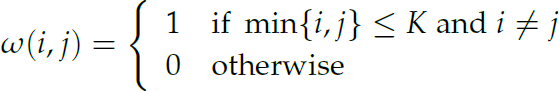 ω(i, j) = { 1 if min{i, j} ≤ K and i ≠ j
0 otherwise